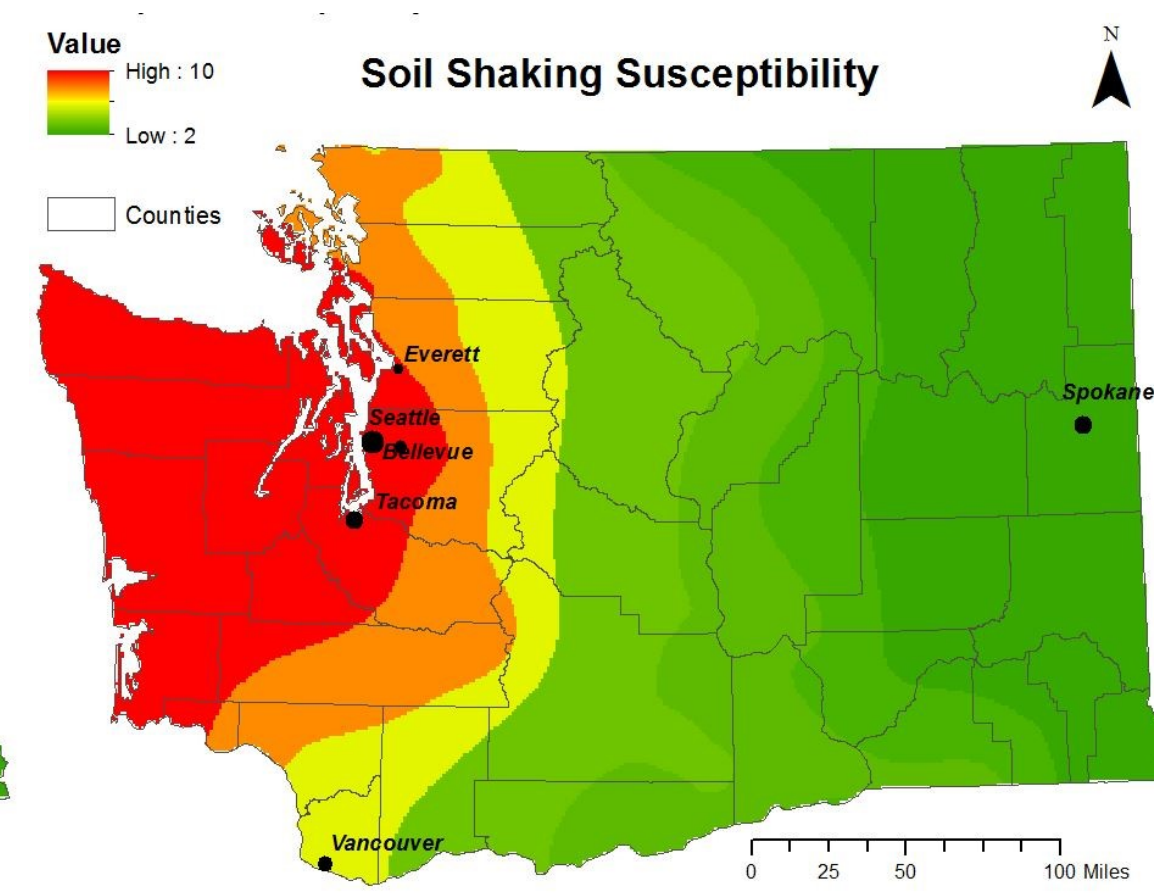 Value
High : 10
Low : 2
Counties
Soil Shaking Susceptibility
N
Everett
Seattle
Bellevue
Tacoma
Spokane
Vancouver
0 25 50 100 Miles